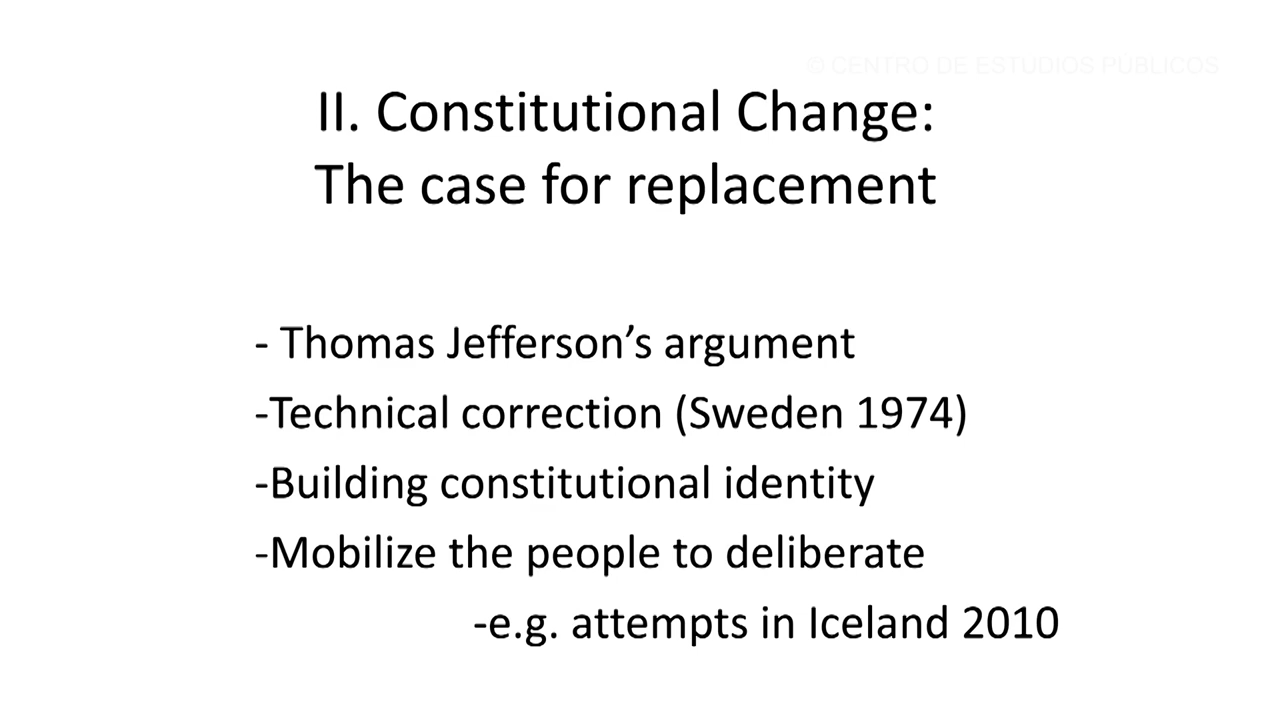 © CENTRO DE ESTUDIOS PÚBLICOS
II. Constitutional Change:
The case for replacement
- Thomas Jefferson’s argument
-Technical correction (Sweden 1974)
-Building constitutional identity
-Mobilize the people to deliberate
-e.g. attempts in Iceland 2010